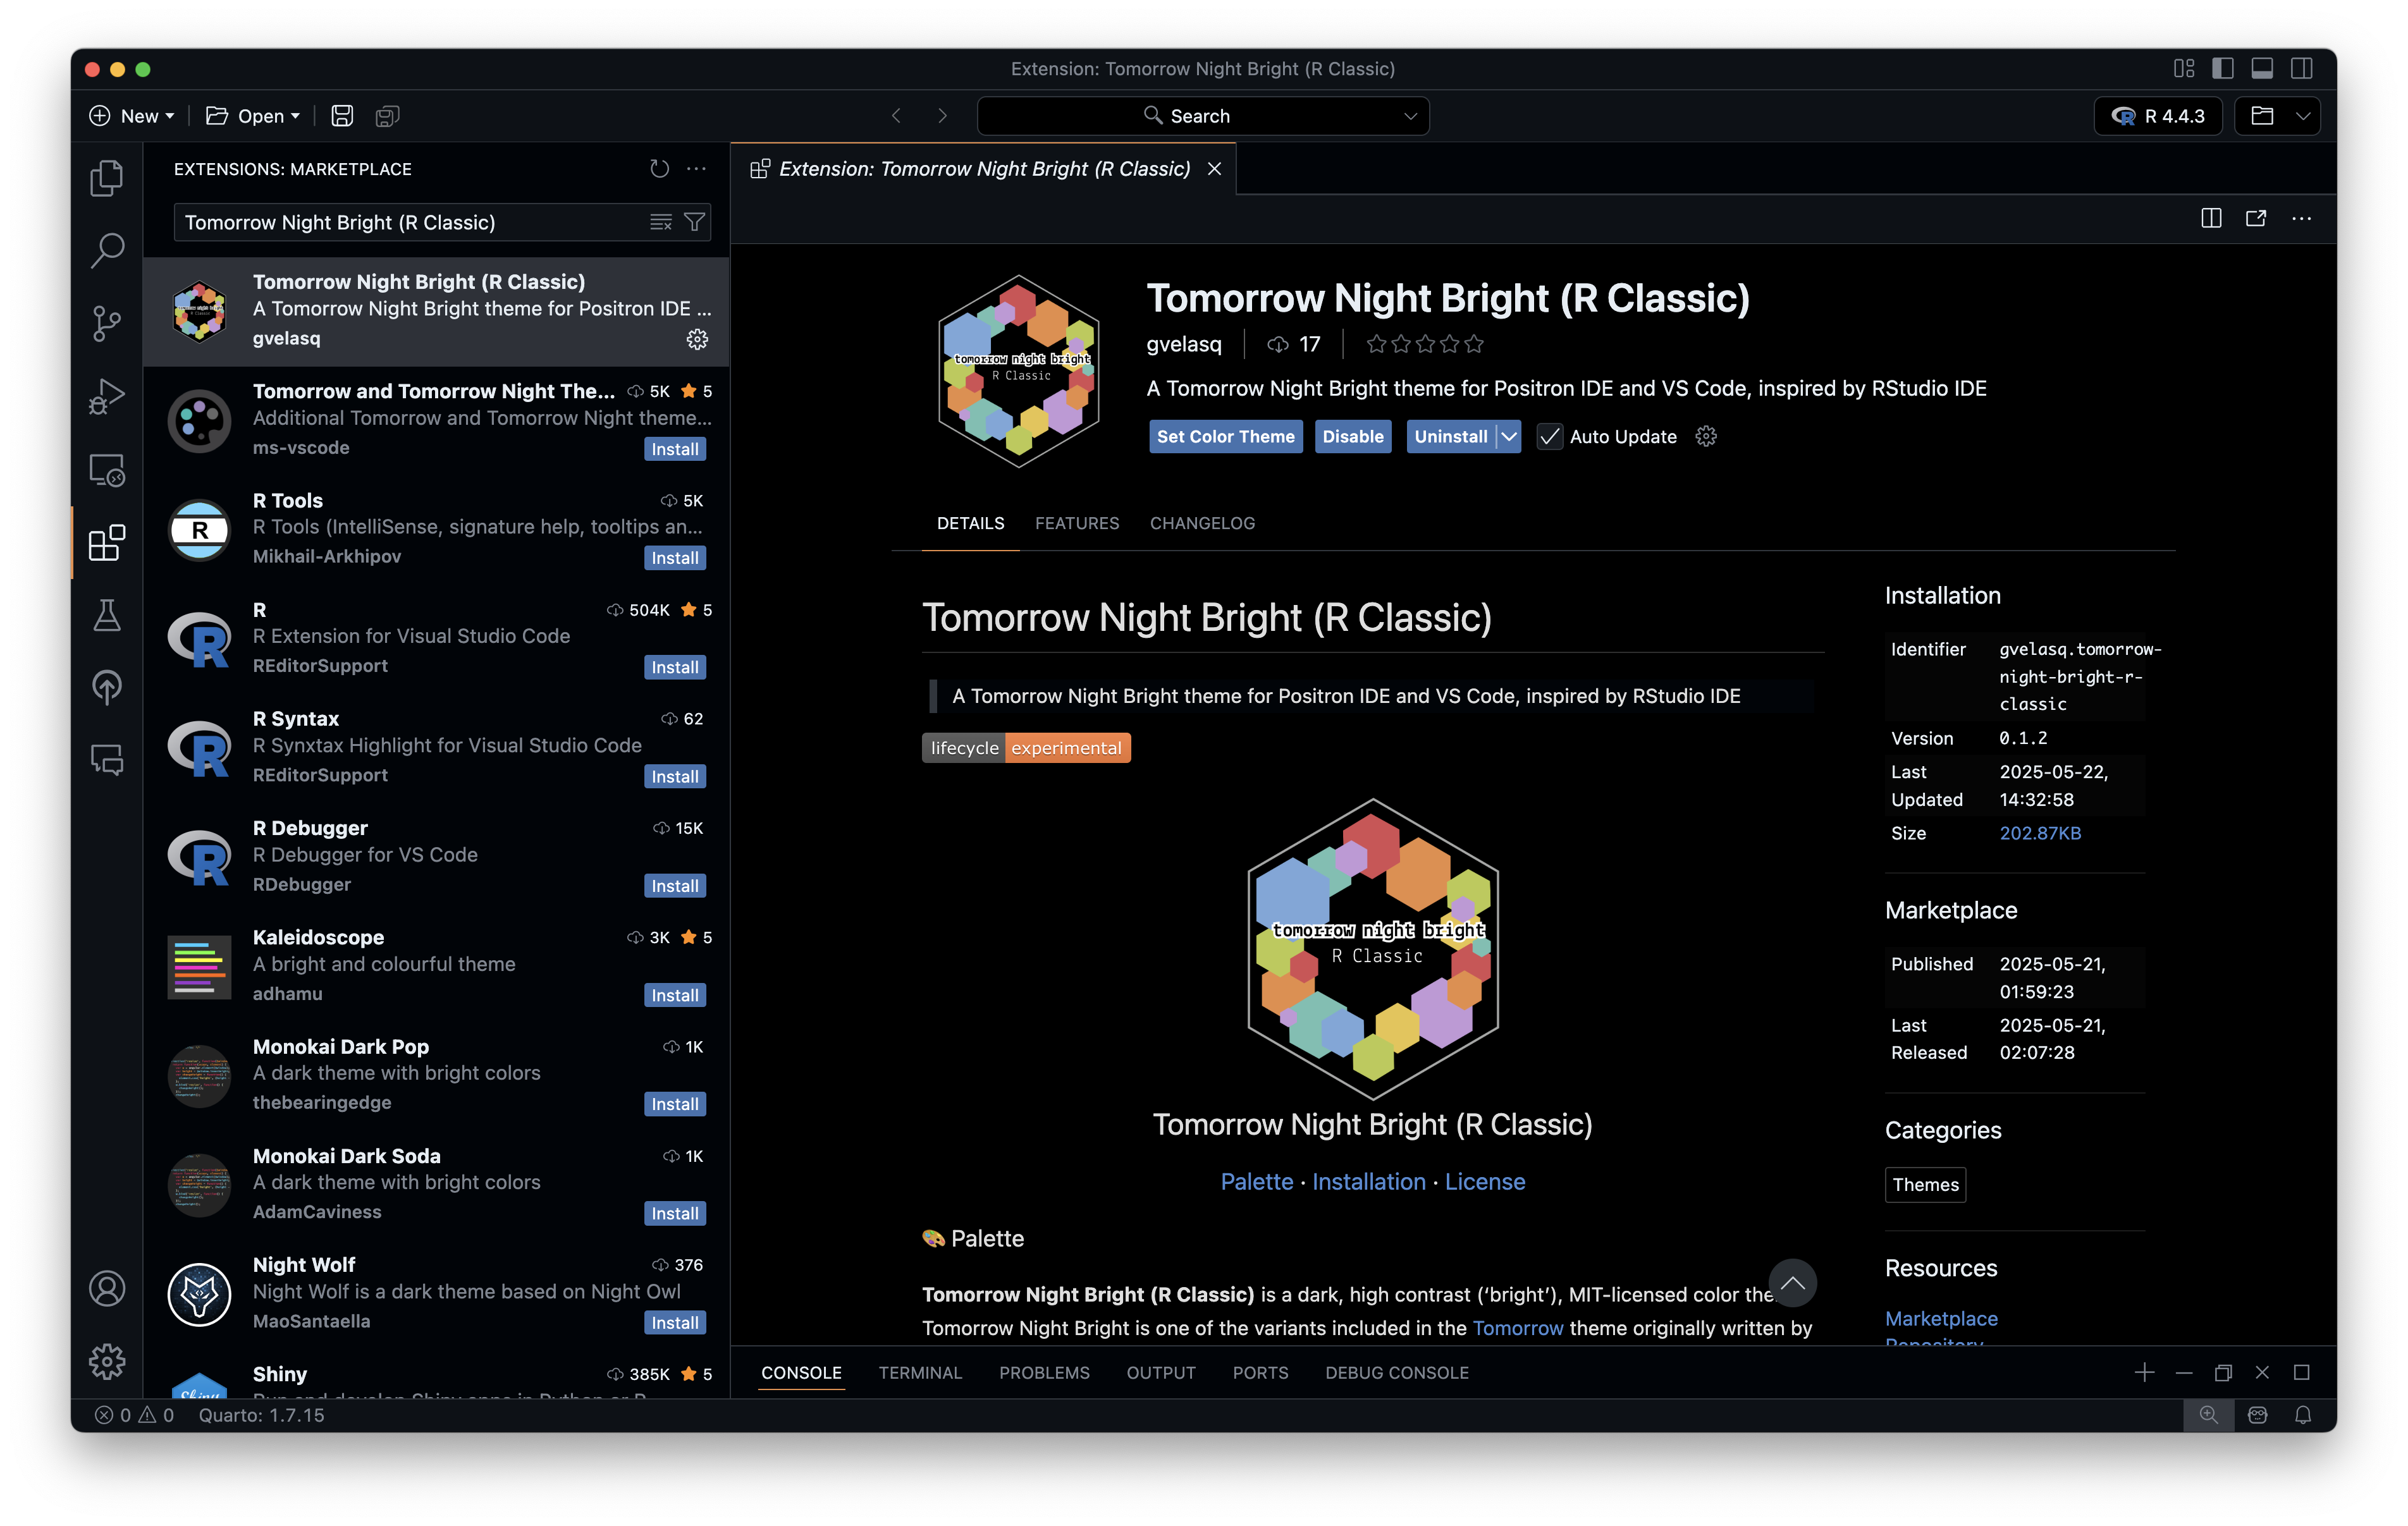 Extension: Tomorrow Night Bright (R Classic)
New
Open
Search
R 4.4.3
EXTENSIONS: MARKETPLACE
Tomorrow Night Bright (R Classic)
Tomorrow Night Bright (R Classic)
A Tomorrow Night Bright theme for Positron IDE ...
gvelasq
Tomorrow and Tomorrow Night The... 5K 5
Additional Tomorrow and Tomorrow Night theme...
ms-vscode
Install
R Tools 5K
R Tools (IntelliSense, signature help, tooltips an...
Mikhail-Arkhipov
Install
R 504K 5
R Extension for Visual Studio Code
REditorSupport
Install
R Syntax 62
R Synxtax Highlight for Visual Studio Code
REditorSupport
Install
R Debugger 15K
R Debugger for VS Code
RDebugger
Install
Kaleidoscope 3K 5
A bright and colourful theme
adhamu
Install
Monokai Dark Pop 1K
A dark theme with bright colors
thebearingedge
Install
Monokai Dark Soda 1K
A dark theme with bright colors
AdamCaviness
Install
Night Wolf 376
Night Wolf is a dark theme based on Night Owl
MaoSantaella
Install
Shiny 385K 5
Run and develop Shiny apps in Python or R
Extension: Tomorrow Night Bright (R Classic)
tomorrow night bright
R Classic
Tomorrow Night Bright (R Classic)
gvelasq 17
A Tomorrow Night Bright theme for Positron IDE and VS Code, inspired by RStudio IDE
Set Color Theme Disable Uninstall Auto Update
DETAILS FEATURES CHANGELOG
Tomorrow Night Bright (R Classic)
A Tomorrow Night Bright theme for Positron IDE and VS Code, inspired by RStudio IDE
lifecycle experimental
tomorrow night bright
R Classic
Tomorrow Night Bright (R Classic)
Palette · Installation · License
🎨 Palette
Tomorrow Night Bright (R Classic) is a dark, high contrast (‘bright’), MIT-licensed color
Tomorrow Night Bright is one of the variants included in the Tomorrow theme originally written by
Installation
Identifier gvelasq.tomorrow-
night-bright-r-
classic
Version 0.1.2
Last 2025-05-22,
Updated 14:32:58
Size 202.87KB
Marketplace
Published 2025-05-21,
01:59:23
Last 2025-05-21,
Released 02:07:28
Categories
Themes
Resources
Marketplace
Repository
CONSOLE TERMINAL PROBLEMS OUTPUT PORTS DEBUG CONSOLE
0 0 Quarto: 1.7.15